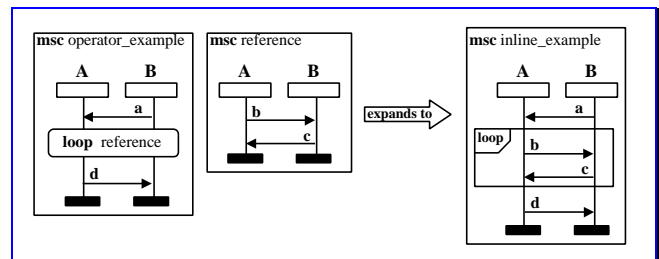 msc operator_example
A B
a
loop reference
d
msc reference
A B
b
c
expands to
msc inline_example
A B
a
loop
b
c
d